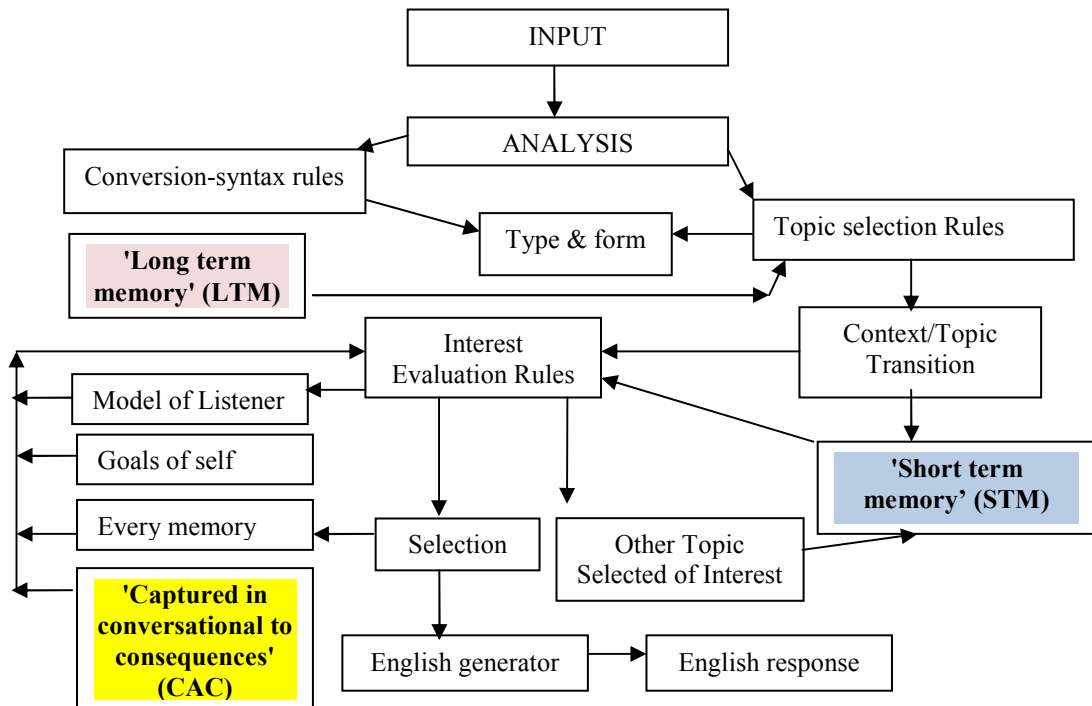 INPUT
ANALYSIS
Conversion-syntax rules
Type & form
Topic selection Rules
'Long term
memory' (LTM)
Interest
Evaluation Rules
Context/Topic
Transition
Model of Listener
Goals of self
'Short term
memory’ (STM)
Every memory
Selection
Other Topic
Selected of Interest
'Captured in
conversational to
consequences'
(CAC)
English generator
English response